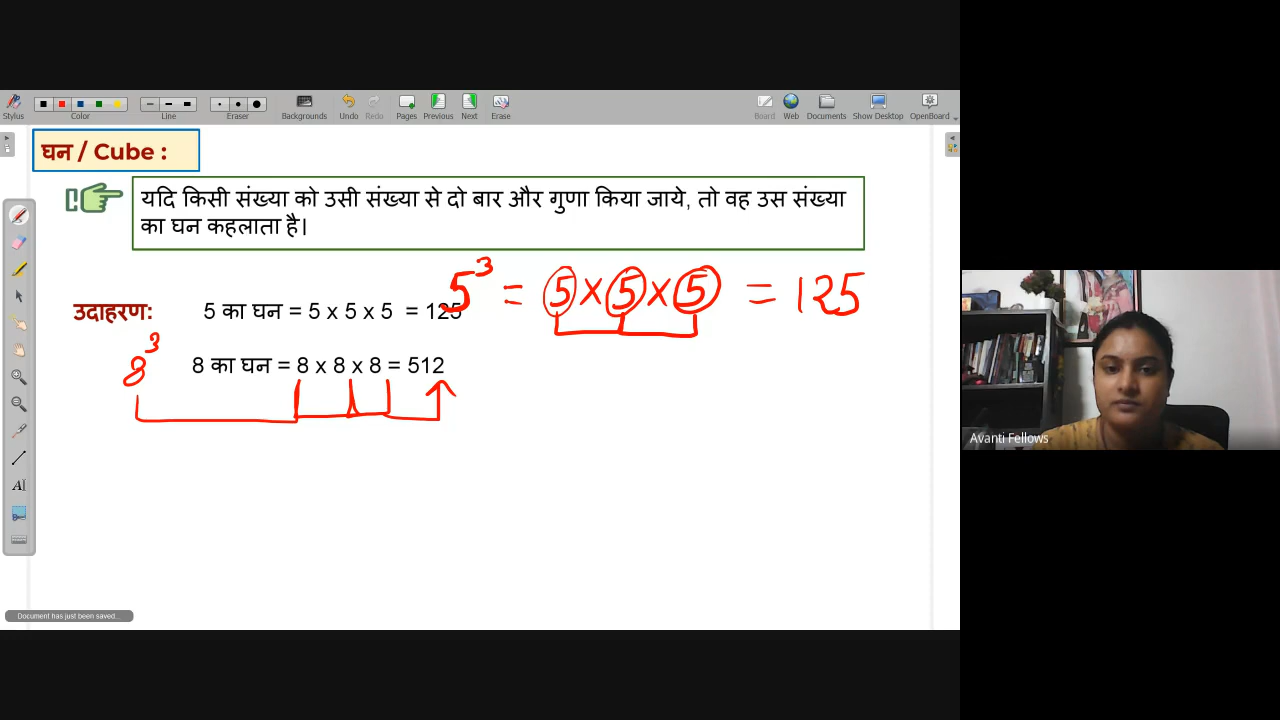 Stylus
Color
Line
Eraser
Backgrounds
Undo
Redo
Pages
Previous
Next
Erase
Board
Web
Documents
Show Desktop
OpenBoard
घन / Cube :
यदि किसी संख्या को उसी संख्या से दो बार और गुणा किया जाये, तो वह उस संख्या
का घन कहलाता है।
5³ = 5 x 5 x 5 = 125
उदाहरण: 5 का घन = 5 x 5 x 5 = 125
8³ 8 का घन = 8 x 8 x 8 = 512
Avanti Fellows
Document has just been saved...